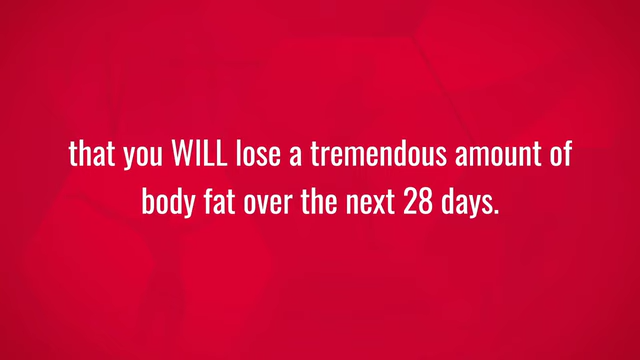 that you WILL lose a tremendous amount of
body fat over the next 28 days.